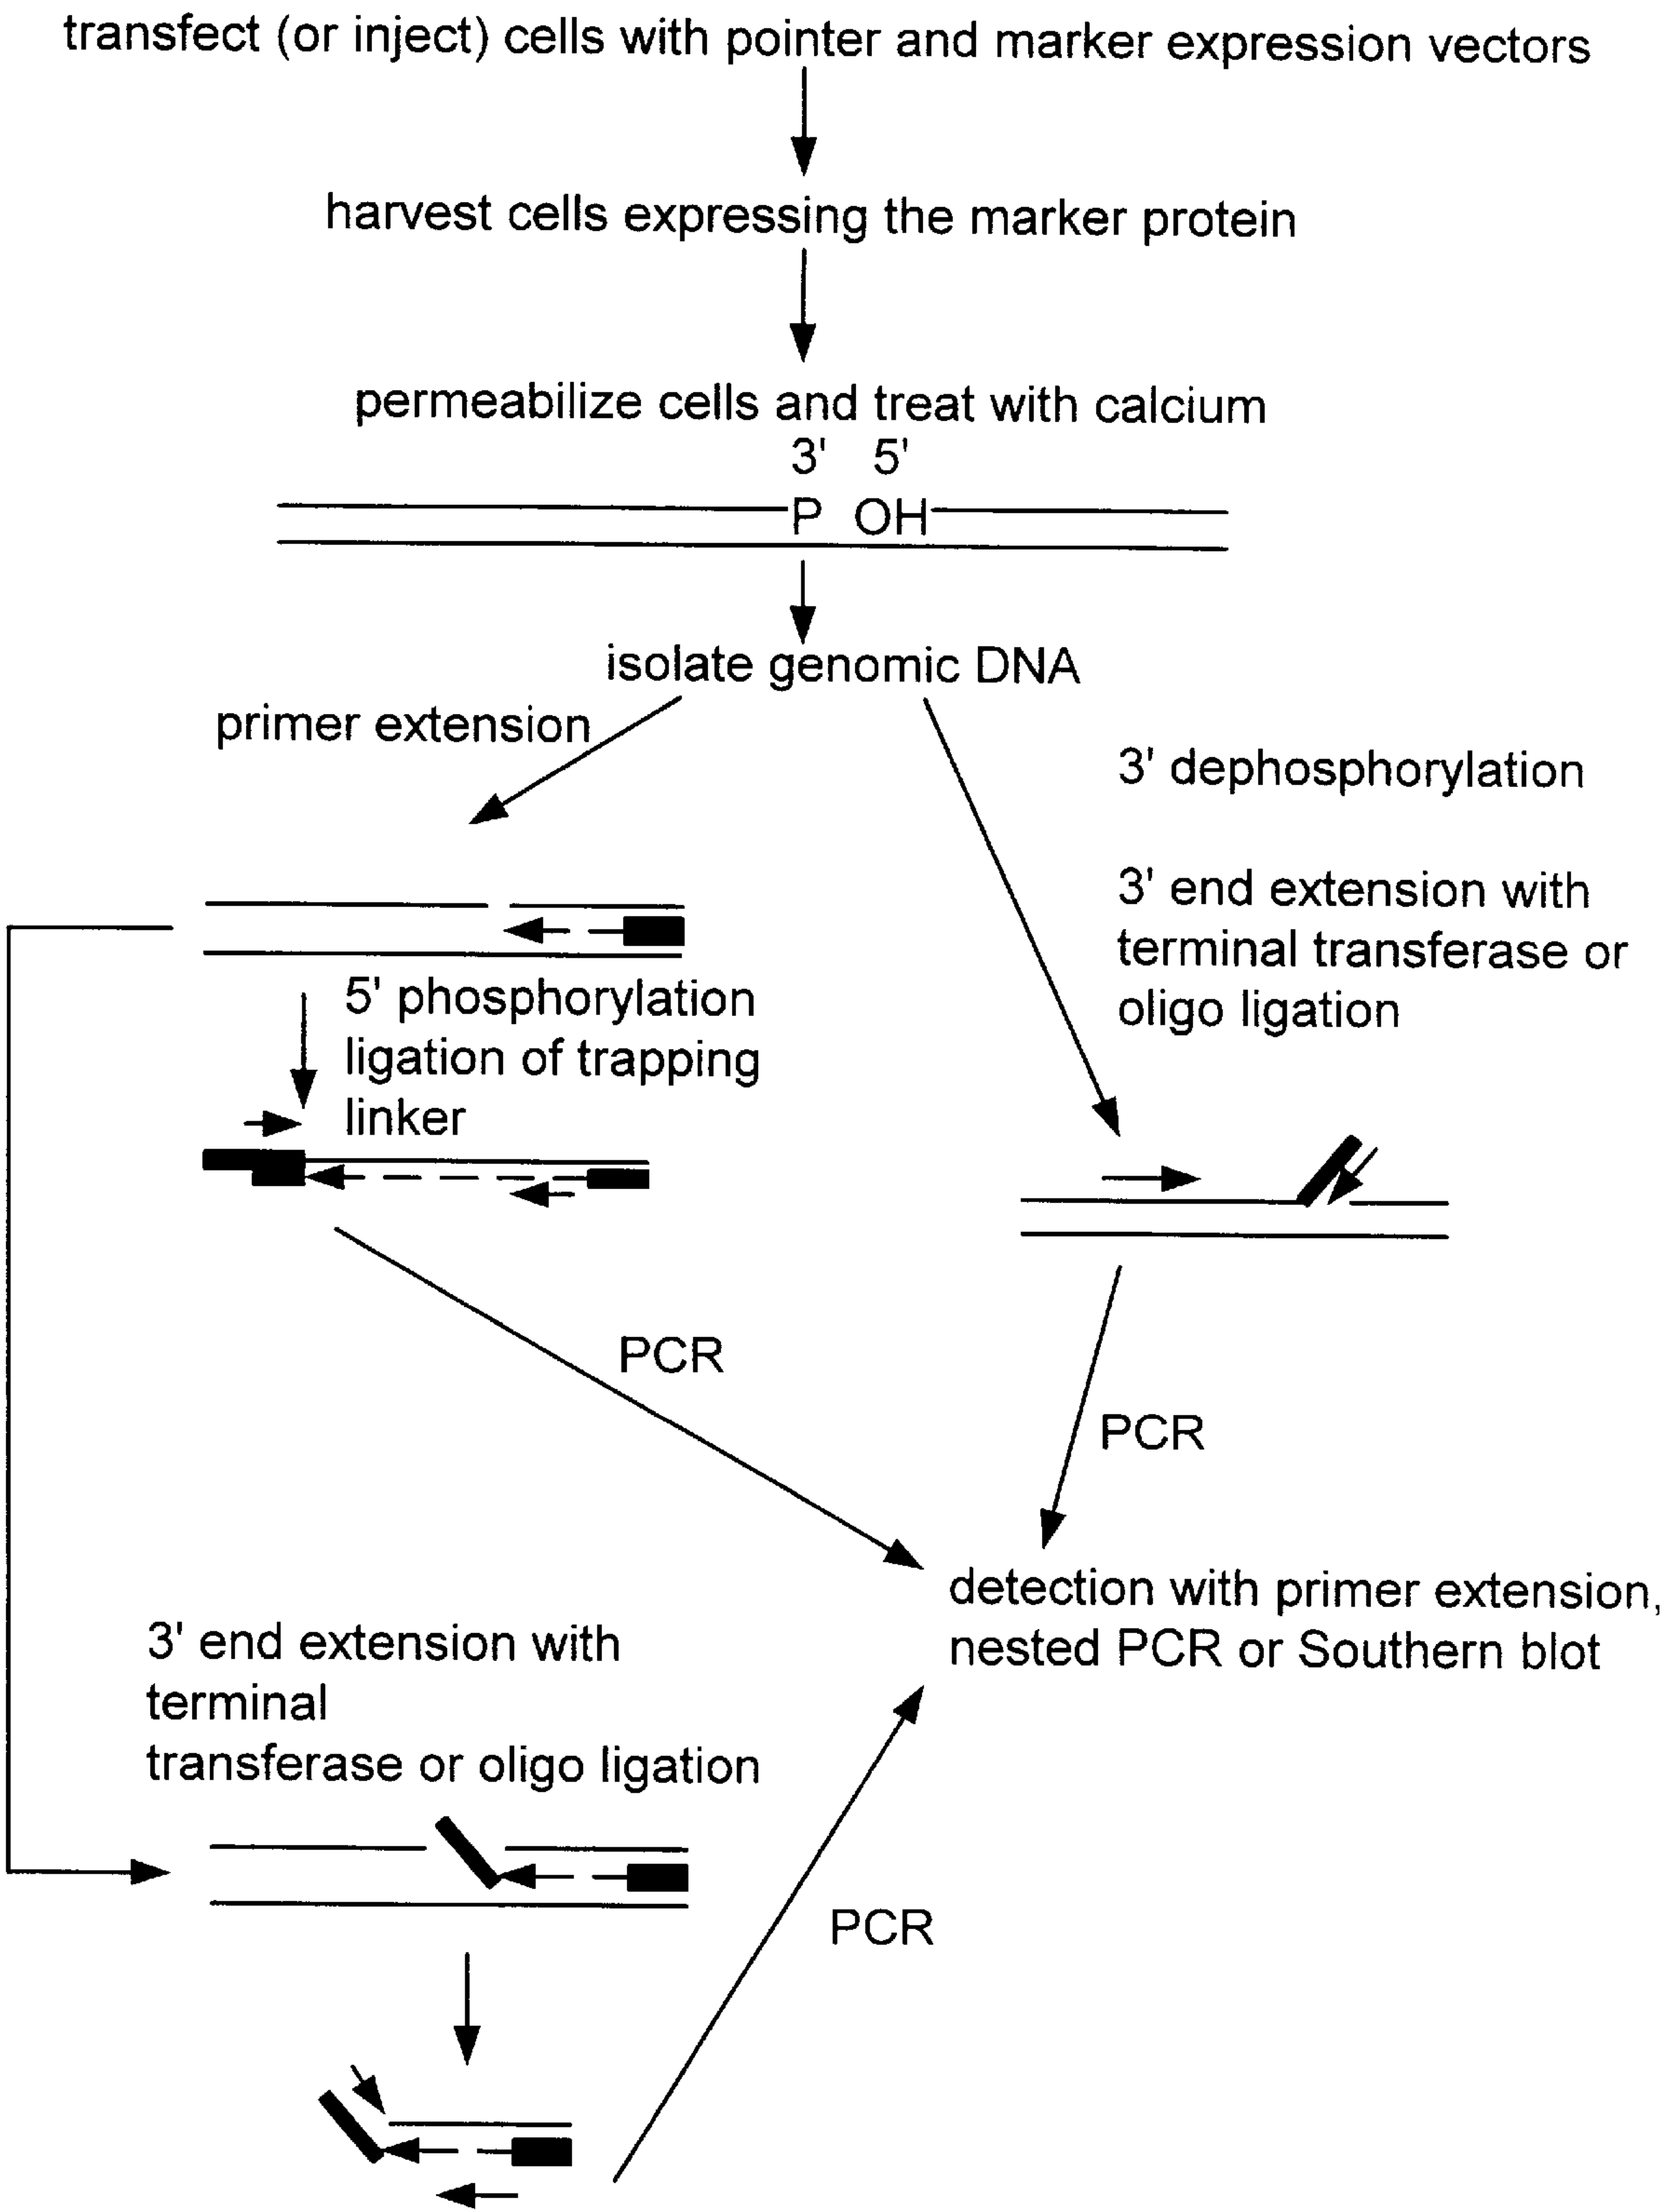 transfect (or inject) cells with pointer and marker expression vectors
harvest cells expressing the marker protein
permeabilize cells and treat with calcium
3' 5'
P OH
isolate genomic DNA
primer extension
3' dephosphorylation
3' end extension with
terminal transferase or
oligo ligation
5' phosphorylation
ligation of trapping
linker
PCR
PCR
detection with primer extension,
nested PCR or Southern blot
3' end extension with
terminal
transferase or oligo ligation
PCR